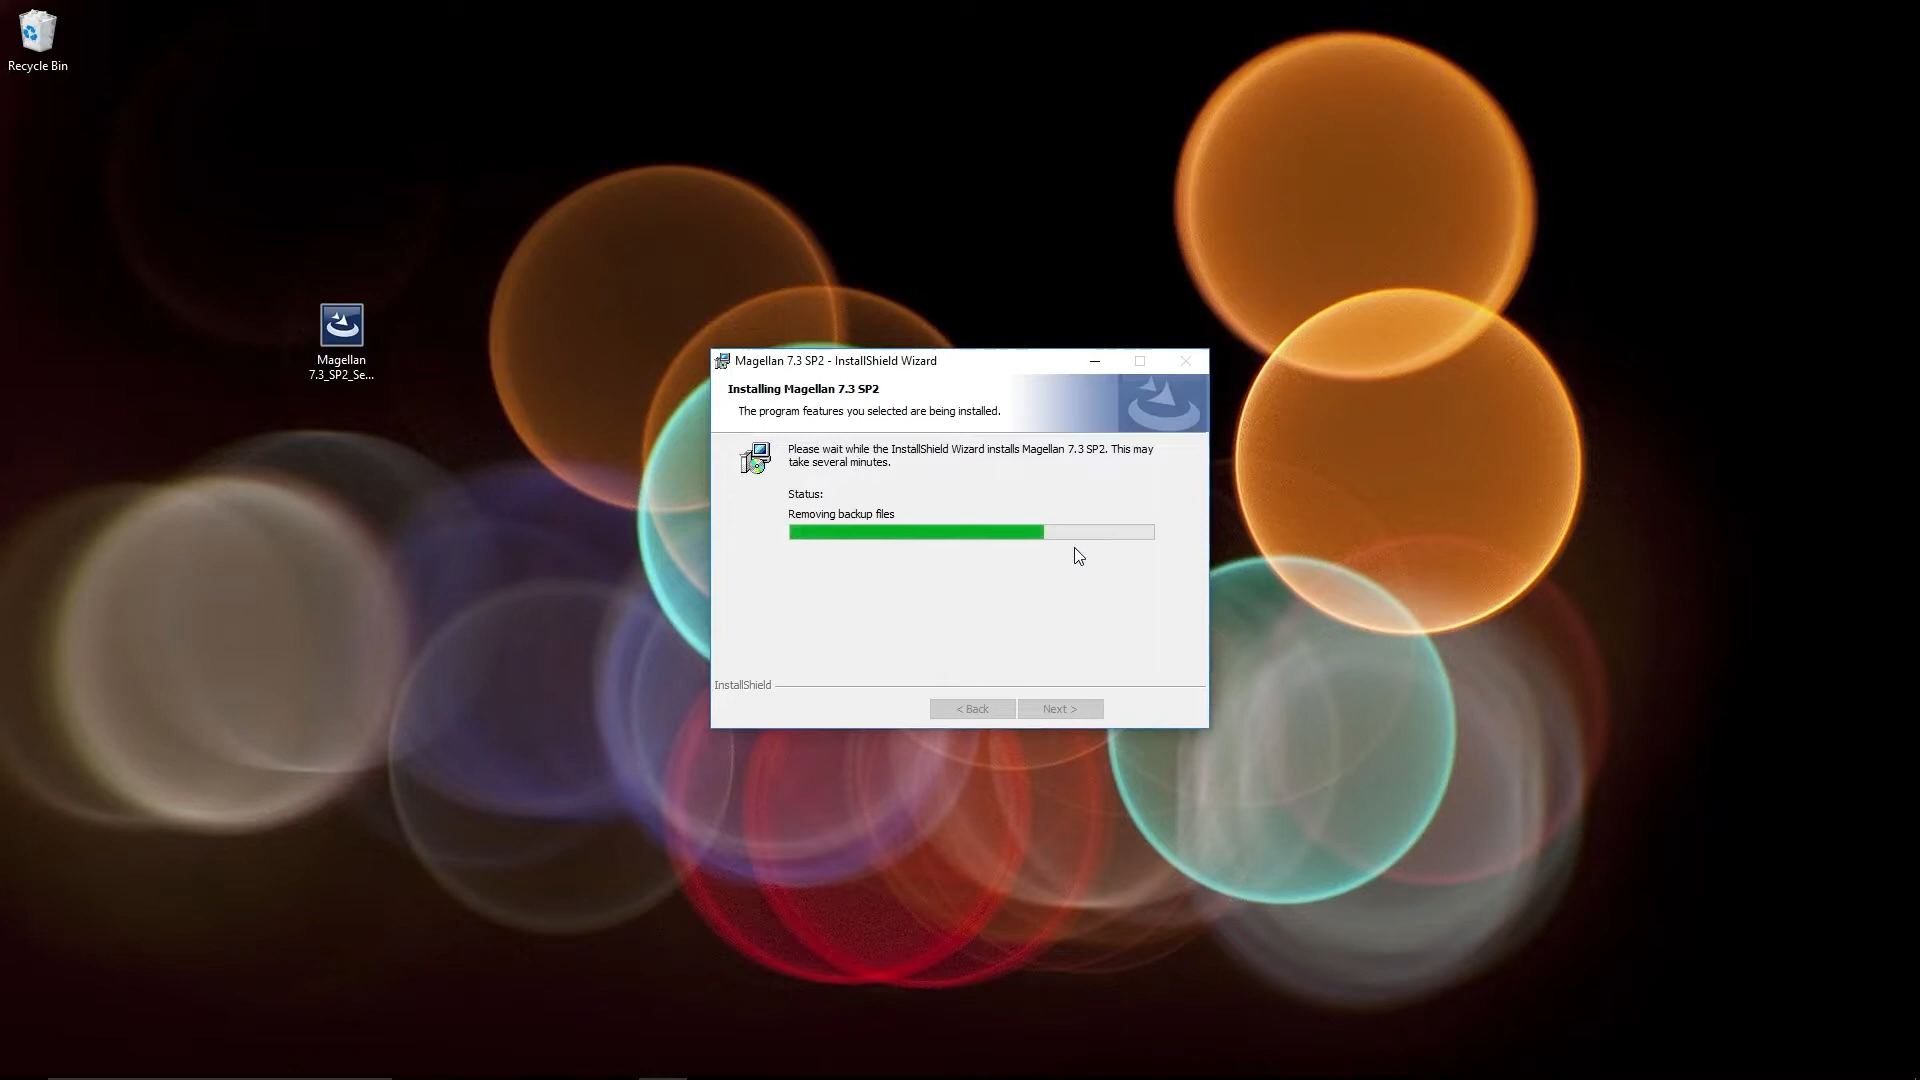 Recycle Bin
Magellan
7.3_SP2_Se...
Magellan 7.3 SP2 - InstallShield Wizard
Installing Magellan 7.3 SP2
The program features you selected are being installed.
Please wait while the InstallShield Wizard installs Magellan 7.3 SP2. This may
take several minutes.
Status:
Removing backup files
InstallShield
< Back
Next >